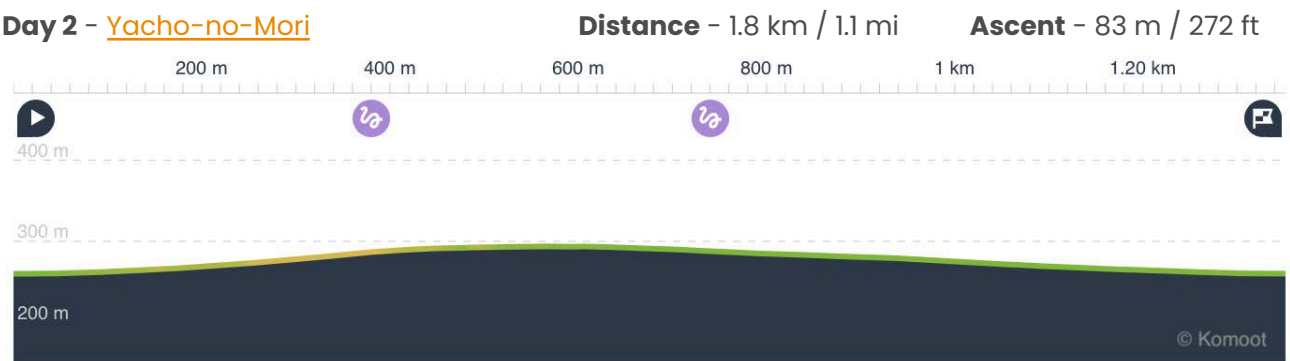 Day 2 - Yacho-no-Mori Distance - 1.8 km / 1.1 mi Ascent - 83 m / 272 ft
200 m 400 m 600 m 800 m 1 km 1.20 km
400 m
300 m
200 m
© Komoot